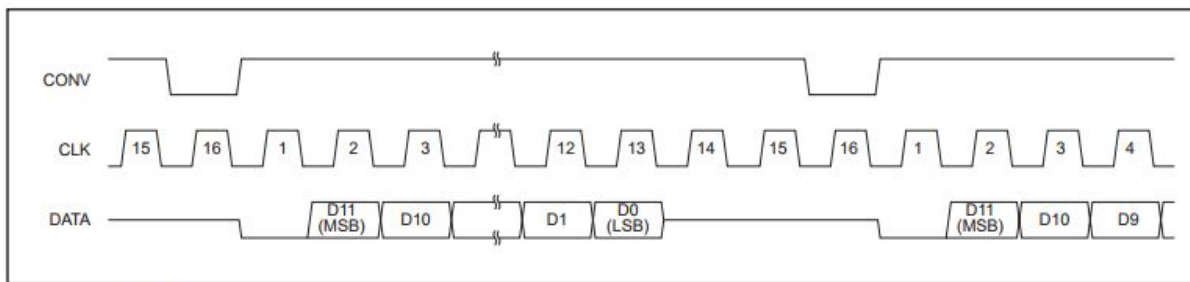 CONV
CLK 15 16 1 2 3 12 13 14 15 16 1 2 3 4
DATA D11 (MSB) D10 D1 D0 (LSB) D11 (MSB) D10 D9